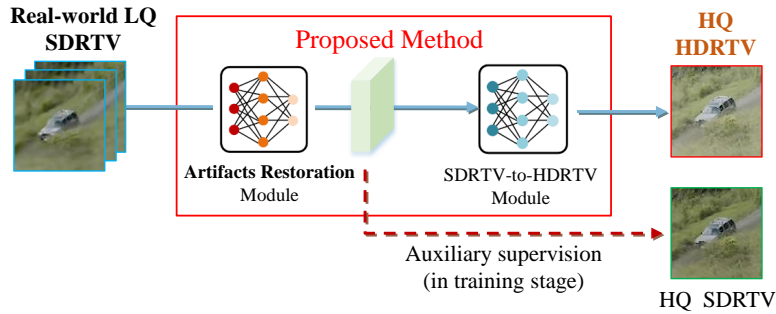 Real-world LQ
SDRTV
Proposed Method
HQ
HDRTV
Artifacts Restoration
Module
SDRTV-to-HDRTV
Module
Auxiliary supervision
(in training stage)
HQ SDRTV